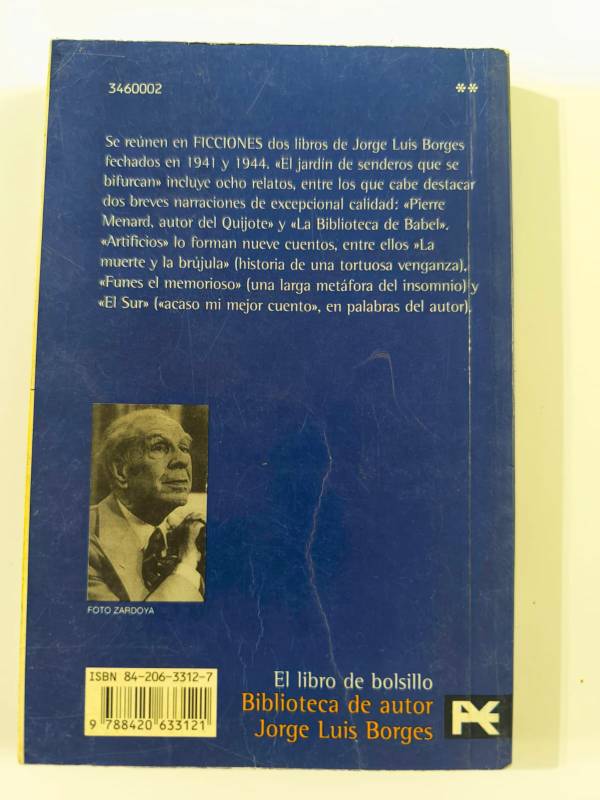 3460002
**
Se reúnen en FICCIONES dos libros de Jorge Luis Borges
fechados en 1941 y 1944. «El jardín de senderos que se
bifurcan» incluye ocho relatos, entre los que cabe destacar
dos breves narraciones de excepcional calidad: «Pierre
Menard, autor del Quijote» y «La Biblioteca de Babel».
«Artificios» lo forman nueve cuentos, entre ellos «La
muerte y la brújula» (historia de una tortuosa venganza),
«Funes el memorioso» (una larga metáfora del insomnio) y
«El Sur» («acaso mi mejor cuento», en palabras del autor).
FOTO ZARDOYA
ISBN 84-206-3312-7
9 788420 633121
El libro de bolsillo
Biblioteca de autor
Jorge Luis Borges